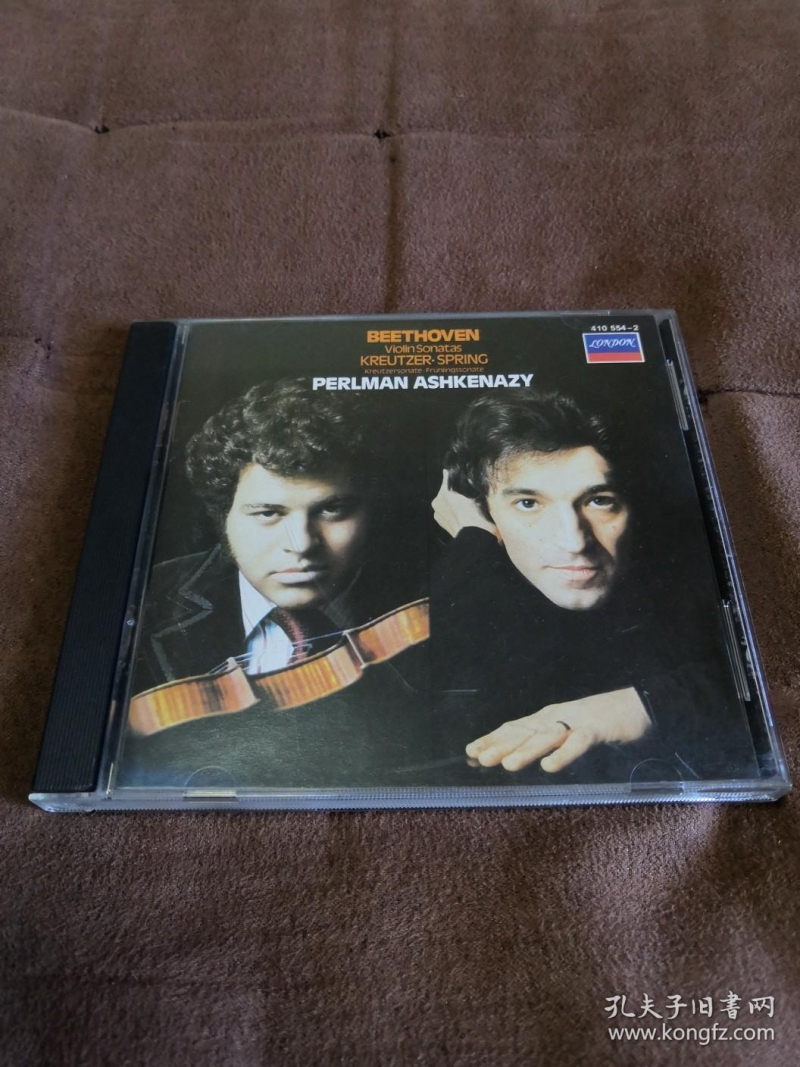 410 554-2
LONDON
BEETHOVEN
Violin Sonatas
KREUTZER·SPRING
Kreutzersonate·Frühlingssonate
PERLMAN ASHKENAZY
孔夫子旧書网
www.kongfz.com